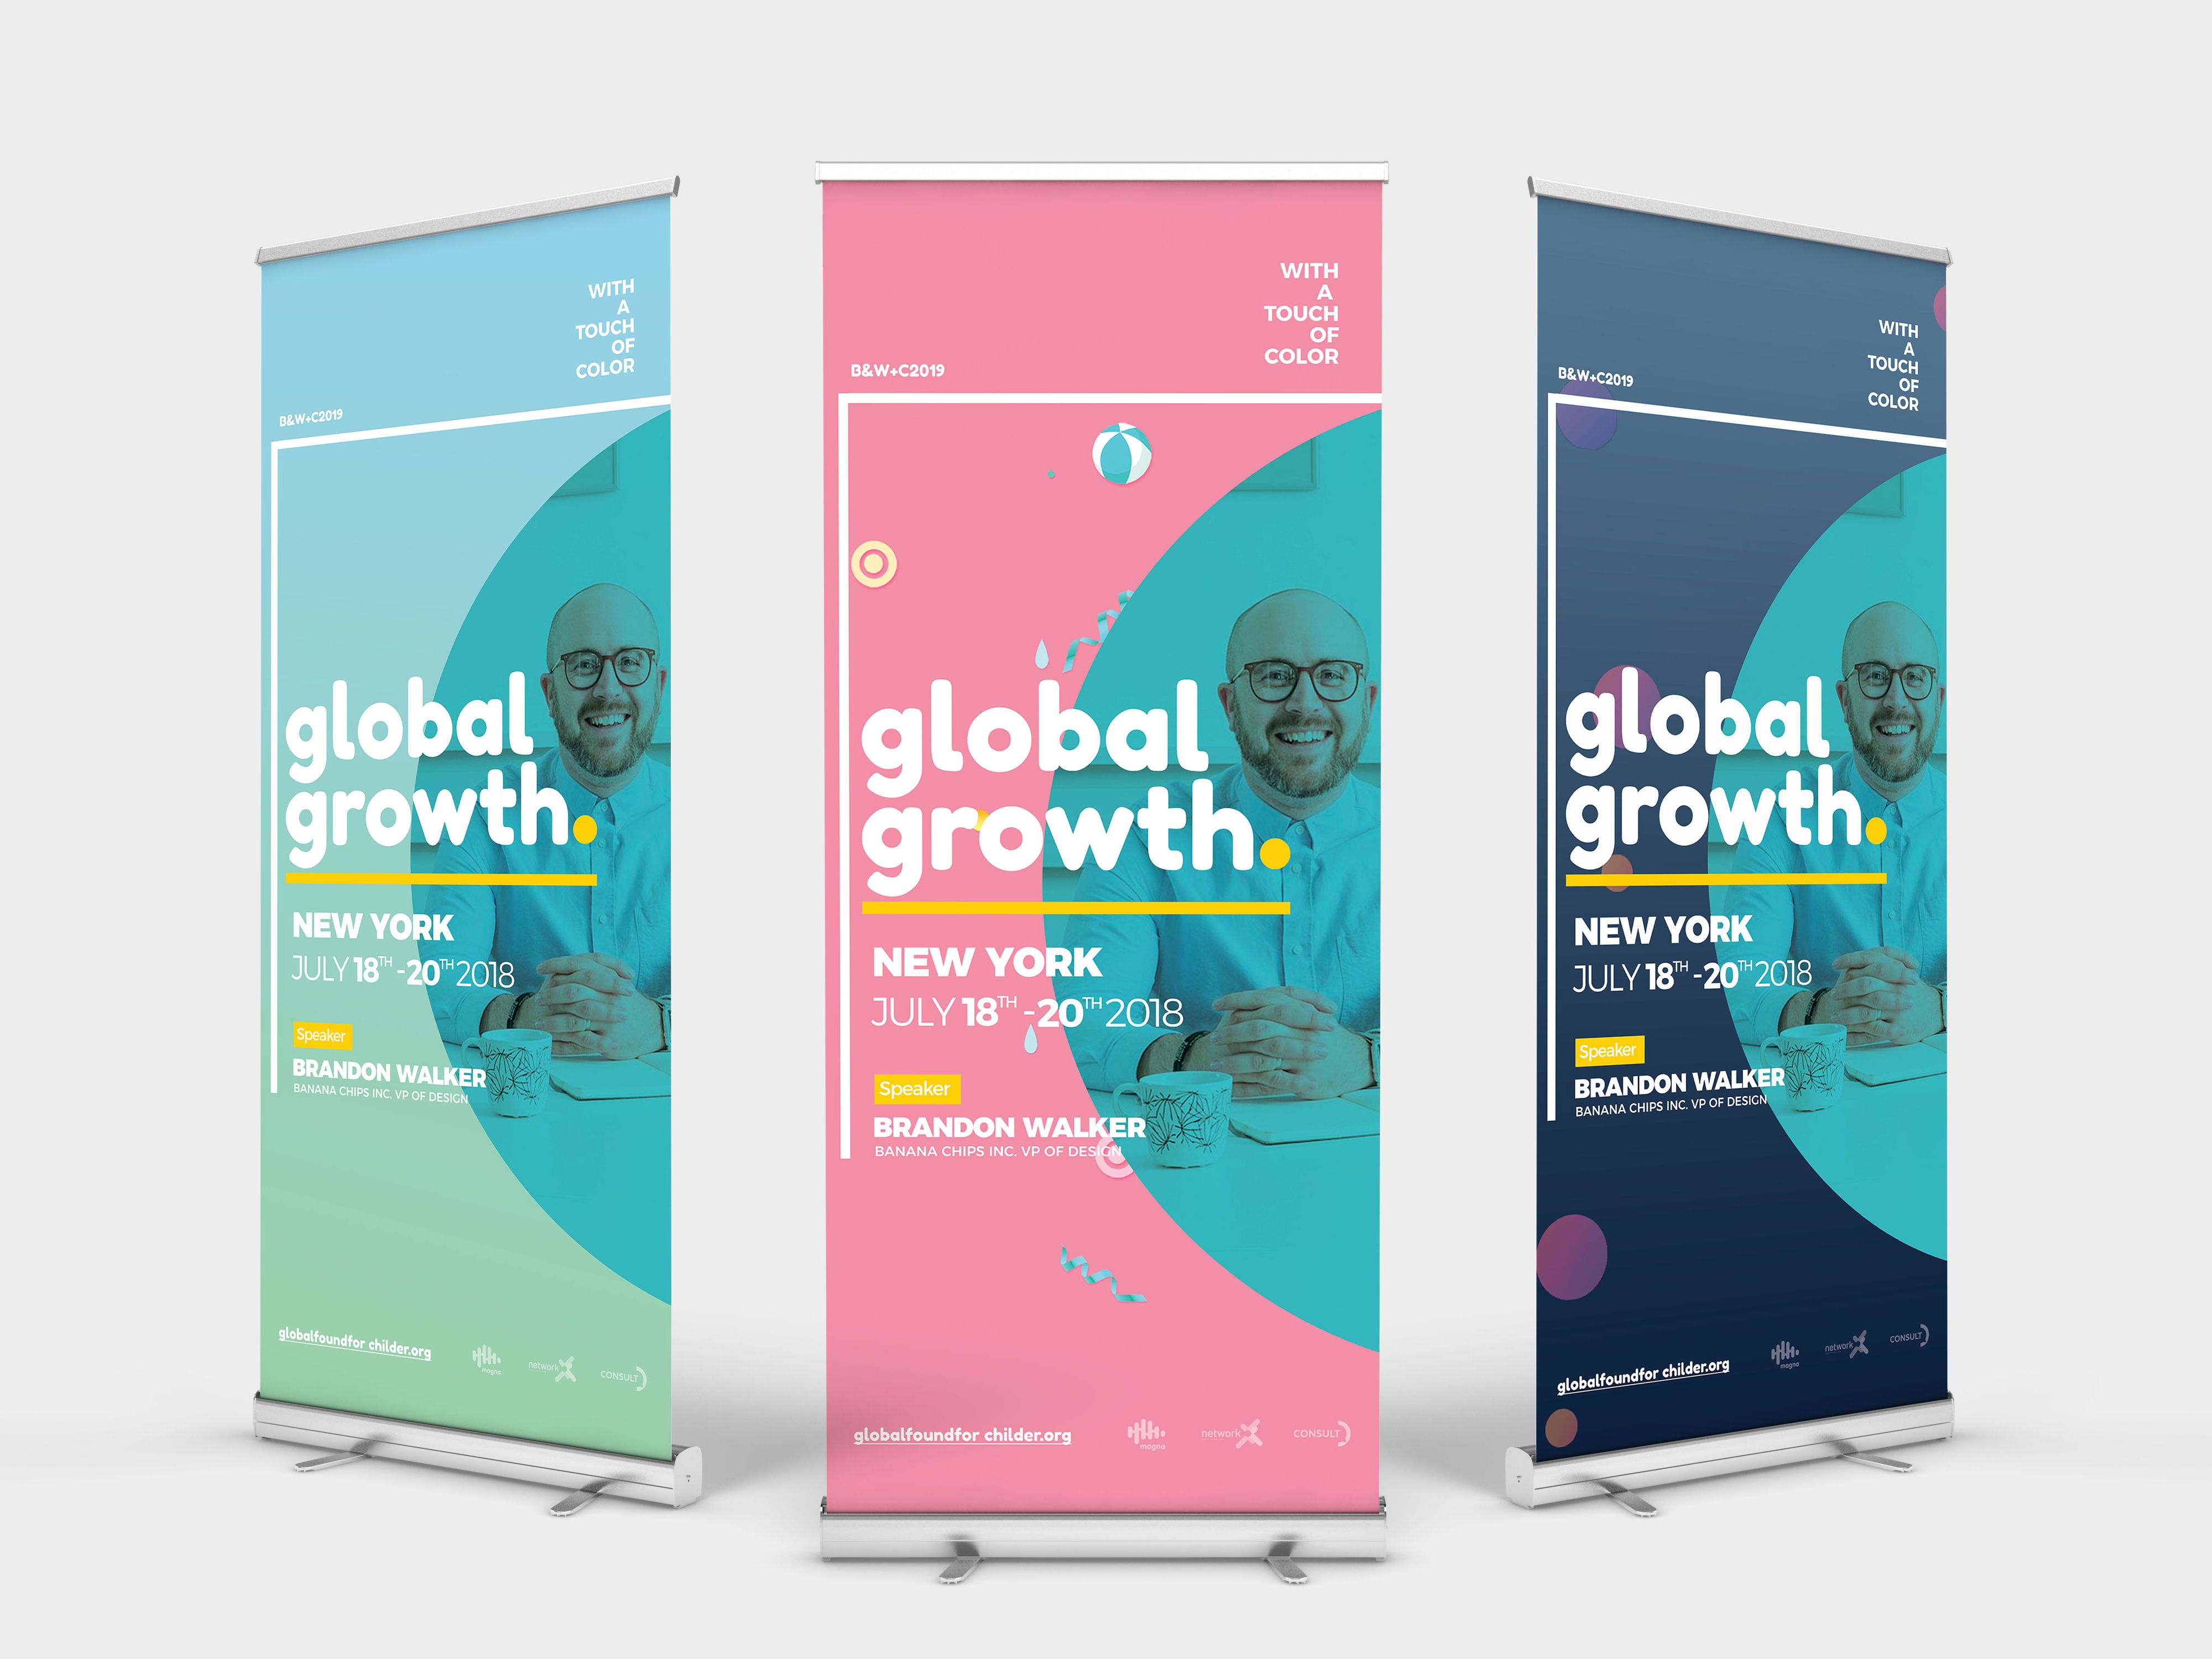 WITH
A
TOUCH
OF
COLOR
B&W+C2019
global
growth.
NEW YORK
JULY 18TH -20TH 2018
Speaker
BRANDON WALKER
BANANA CHIPS INC. VP OF DESIGN
globalfoundfor childer.org
magna
network
CONSULT
WITH
A
TOUCH
OF
COLOR
B&W+C2019
global
growth.
NEW YORK
JULY 18TH -20TH 2018
Speaker
BRANDON WALKER
BANANA CHIPS INC. VP OF DESIGN
globalfoundfor childer.org
magna
networkX
CONSULT
WITH
A
TOUCH
OF
COLOR
B&W+C2019
global
growth.
NEW YORK
JULY 18TH -20TH 2018
Speaker
BRANDON WALKER
BANANA CHIPS INC. VP OF DESIGN
globalfoundfor childer.org
magna
networkX
CONSULT